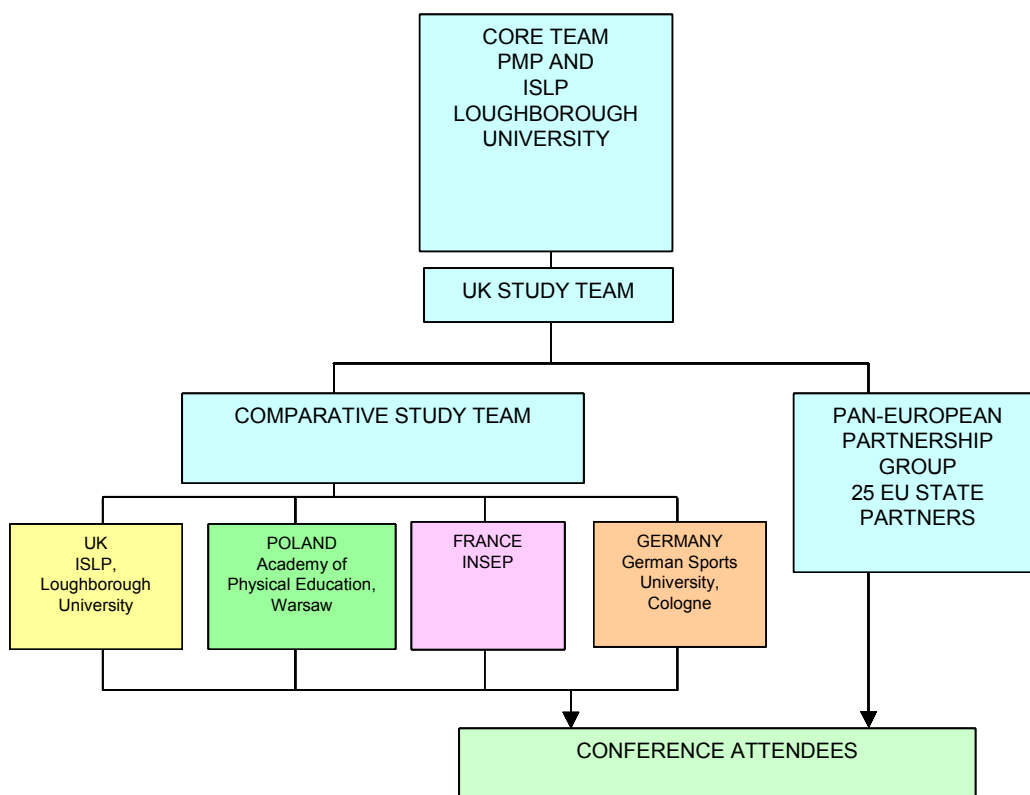 CORE TEAM
PMP AND
ISLP
LOUGHBOROUGH
UNIVERSITY
UK STUDY TEAM
COMPARATIVE STUDY TEAM
PAN-EUROPEAN
PARTNERSHIP
GROUP
25 EU STATE
PARTNERS
UK
ISLP,
Loughborough
University
POLAND
Academy of
Physical Education,
Warsaw
FRANCE
INSEP
GERMANY
German Sports
University,
Cologne
CONFERENCE ATTENDEES